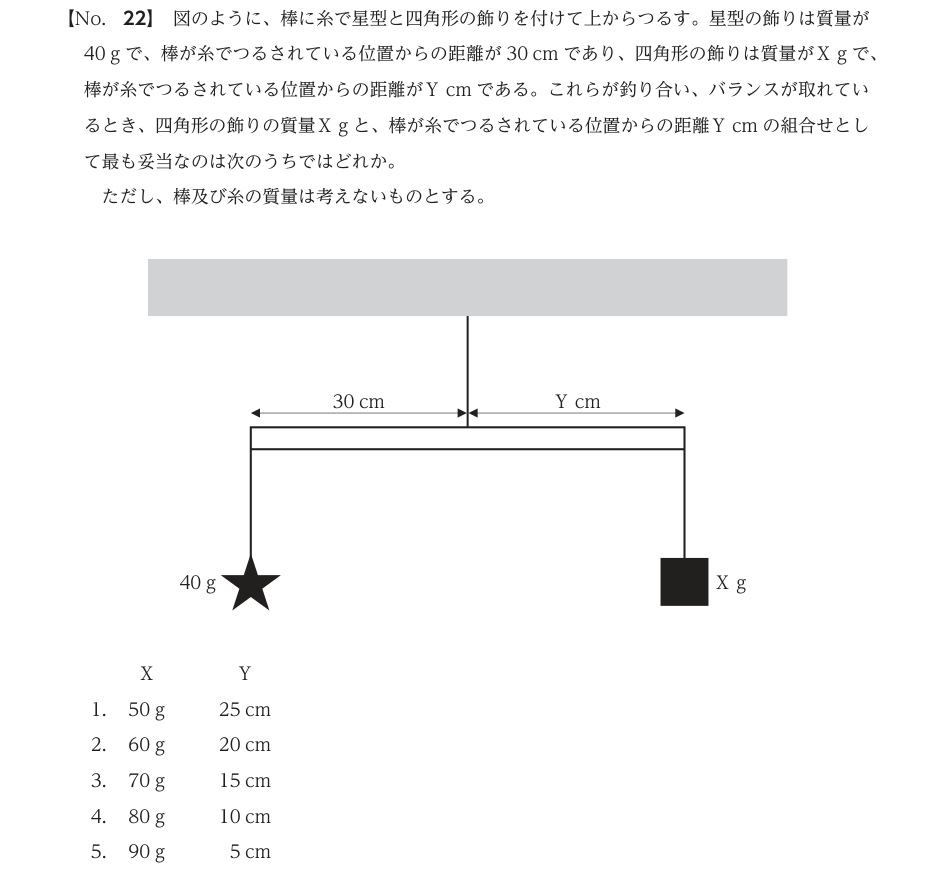 【No. 22】 図のように、棒に糸で星型と四角形の飾りを付けて上からつるす。星型の飾りは質量が
40 g で、棒が糸でつるされている位置からの距離が 30 cm であり、四角形の飾りは質量がX g で、
棒が糸でつるされている位置からの距離がY cm である。これらが釣り合い、バランスが取れてい
るとき、四角形の飾りの質量X g と、棒が糸でつるされている位置からの距離Y cm の組合せとし
て最も妥当なのは次のうちではどれか。
ただし、棒及び糸の質量は考えないものとする。
30 cm Y cm
40 g X g
X Y
1. 50 g 25 cm
2. 60 g 20 cm
3. 70 g 15 cm
4. 80 g 10 cm
5. 90 g 5 cm